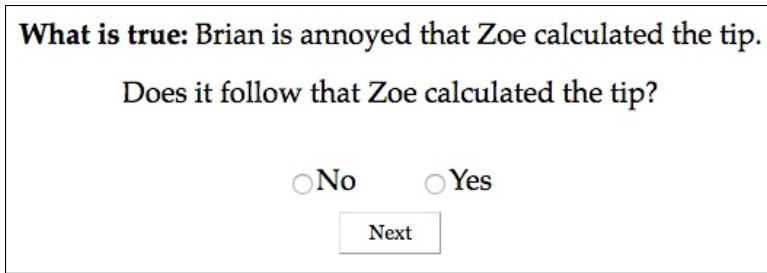 What is true: Brian is annoyed that Zoe calculated the tip.
Does it follow that Zoe calculated the tip?
No Yes
Next